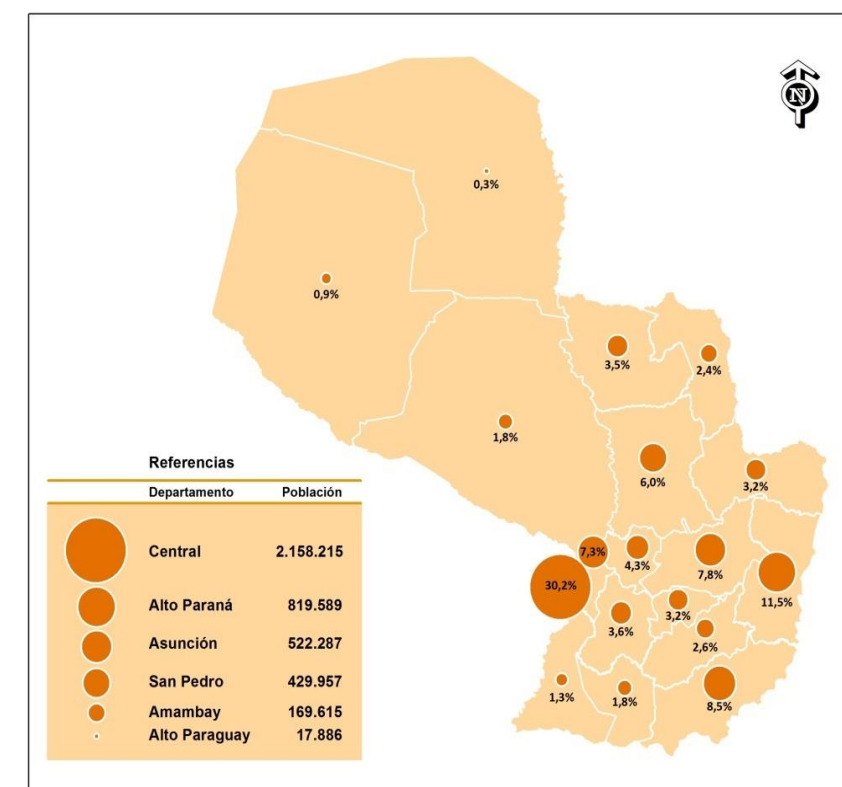 N
0,3%
0,9%
3,5%
2,4%
1,8%
6,0%
3,2%
7,3%
4,3%
7,8%
11,5%
30,2%
3,6%
3,2%
2,6%
1,3%
1,8%
8,5%
Referencias
Departamento Población
Central 2.158.215
Alto Paraná 819.589
Asunción 522.287
San Pedro 429.957
Amambay 169.615
Alto Paraguay 17.886